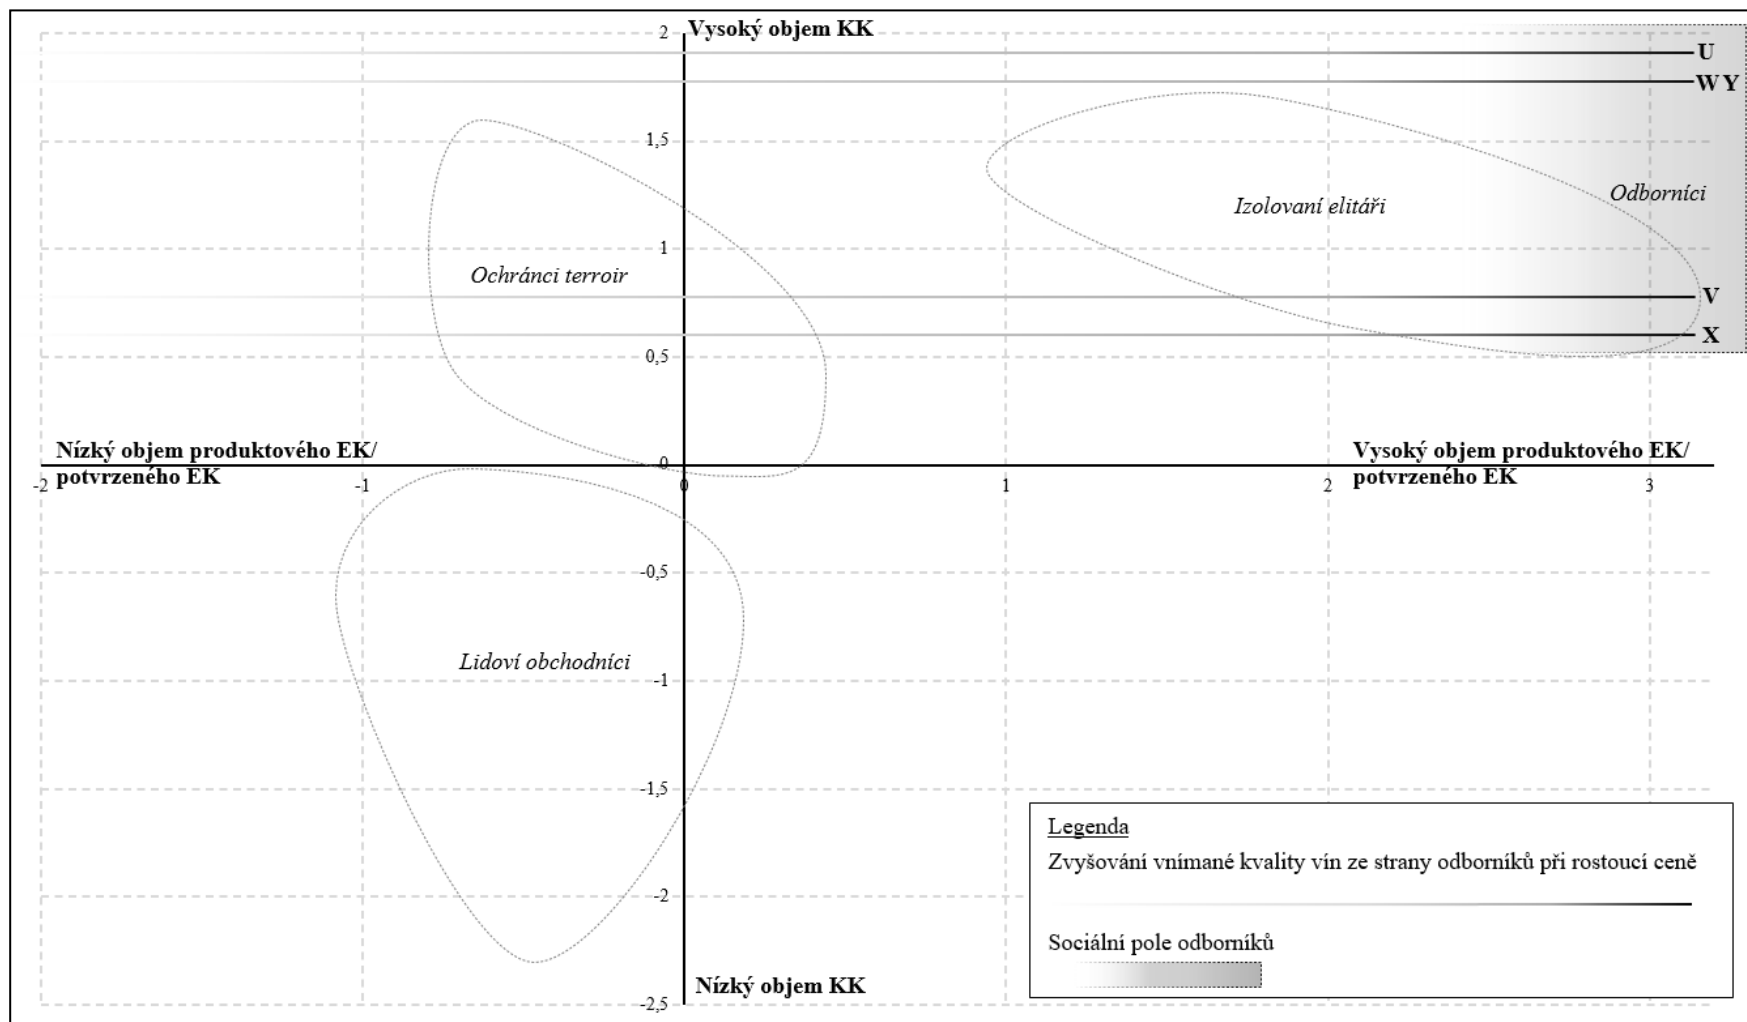 2
Vysoký objem KK
U
W Y
1,5
Odborníci
Izolovaní elitáři
1
Ochránci terroir
V
X
0,5
Nízký objem produktového EK/
potvrzeného EK
0
Vysoký objem produktového EK/
potvrzeného EK
-2
-1
0
1
2
3
-0,5
Lidoví obchodníci
-1
-1,5
-2
-2,5
Nízký objem KK
Legenda
Zvyšování vnímané kvality vín ze strany odborníků při rostoucí ceně
Sociální pole odborníků